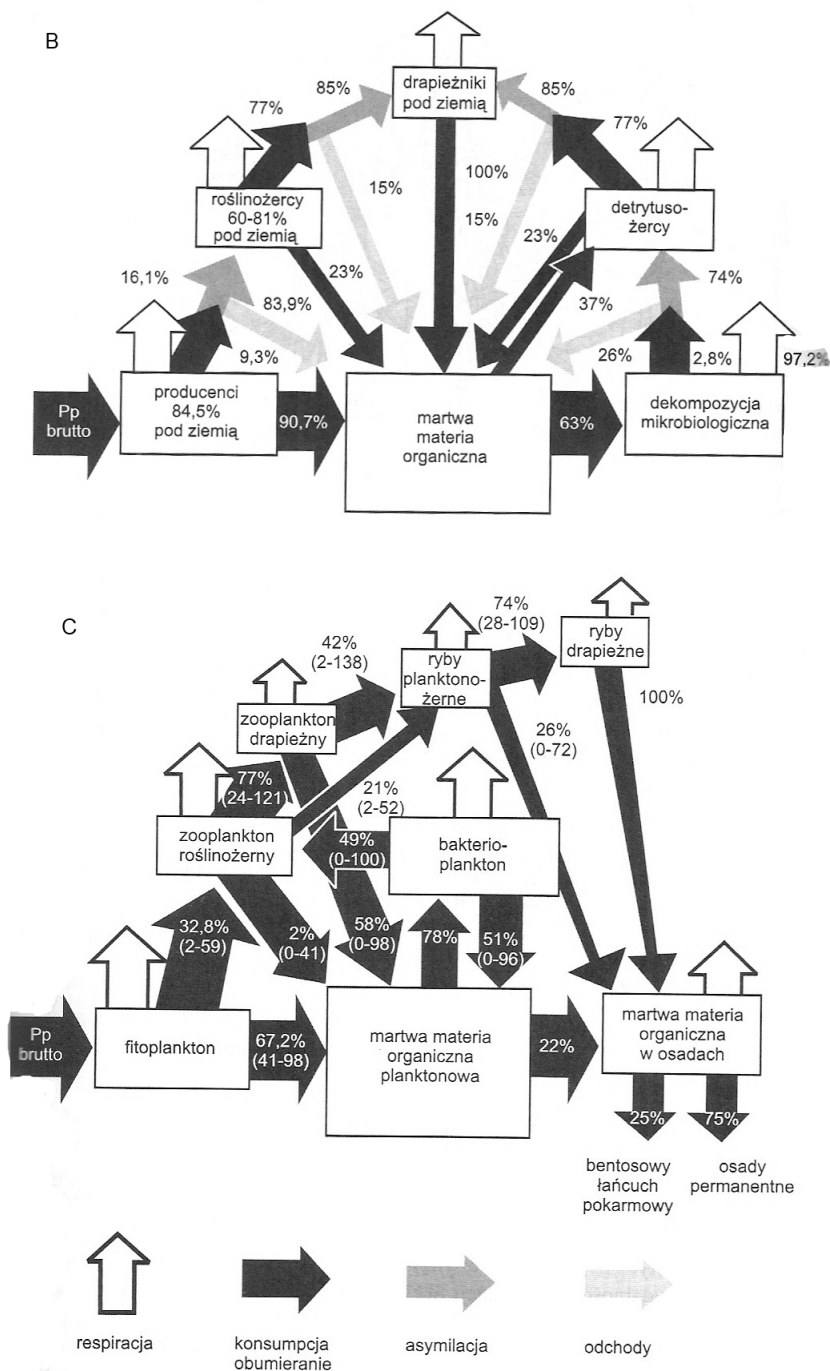 B
drapieżniki
pod ziemią
77%
85%
85%
77%
100%
15%
15%
roślinożercy
60-81%
pod ziemią
detrytuso-
żercy
23%
23%
16,1%
83,9%
9,3%
37%
74%
26%
2,8%
97,2%
Pp
brutto
producenci
84,5%
pod ziemią
90,7%
martwa
materia
organiczna
63%
dekompozycja
mikrobiologiczna
C
42%
(2-138)
74%
(28-109)
ryby
planktono-
żerne
ryby
drapieżne
zooplankton
drapieżny
100%
26%
(0-72)
77%
(24-121)
21%
(2-52)
zooplankton
roślinożerny
49%
(0-100)
bakterio-
plankton
32,8%
(2-59)
2%
(0-41)
58%
(0-98)
78%
51%
(0-96)
Pp
brutto
fitoplankton
67,2%
(41-98)
martwa materia
organiczna
planktonowa
22%
martwa materia
organiczna
w osadach
25%
75%
bentosowy
łańcuch
pokarmowy
osady
permanentne
respiracja
konsumpcja
obumieranie
asymilacja
odchody